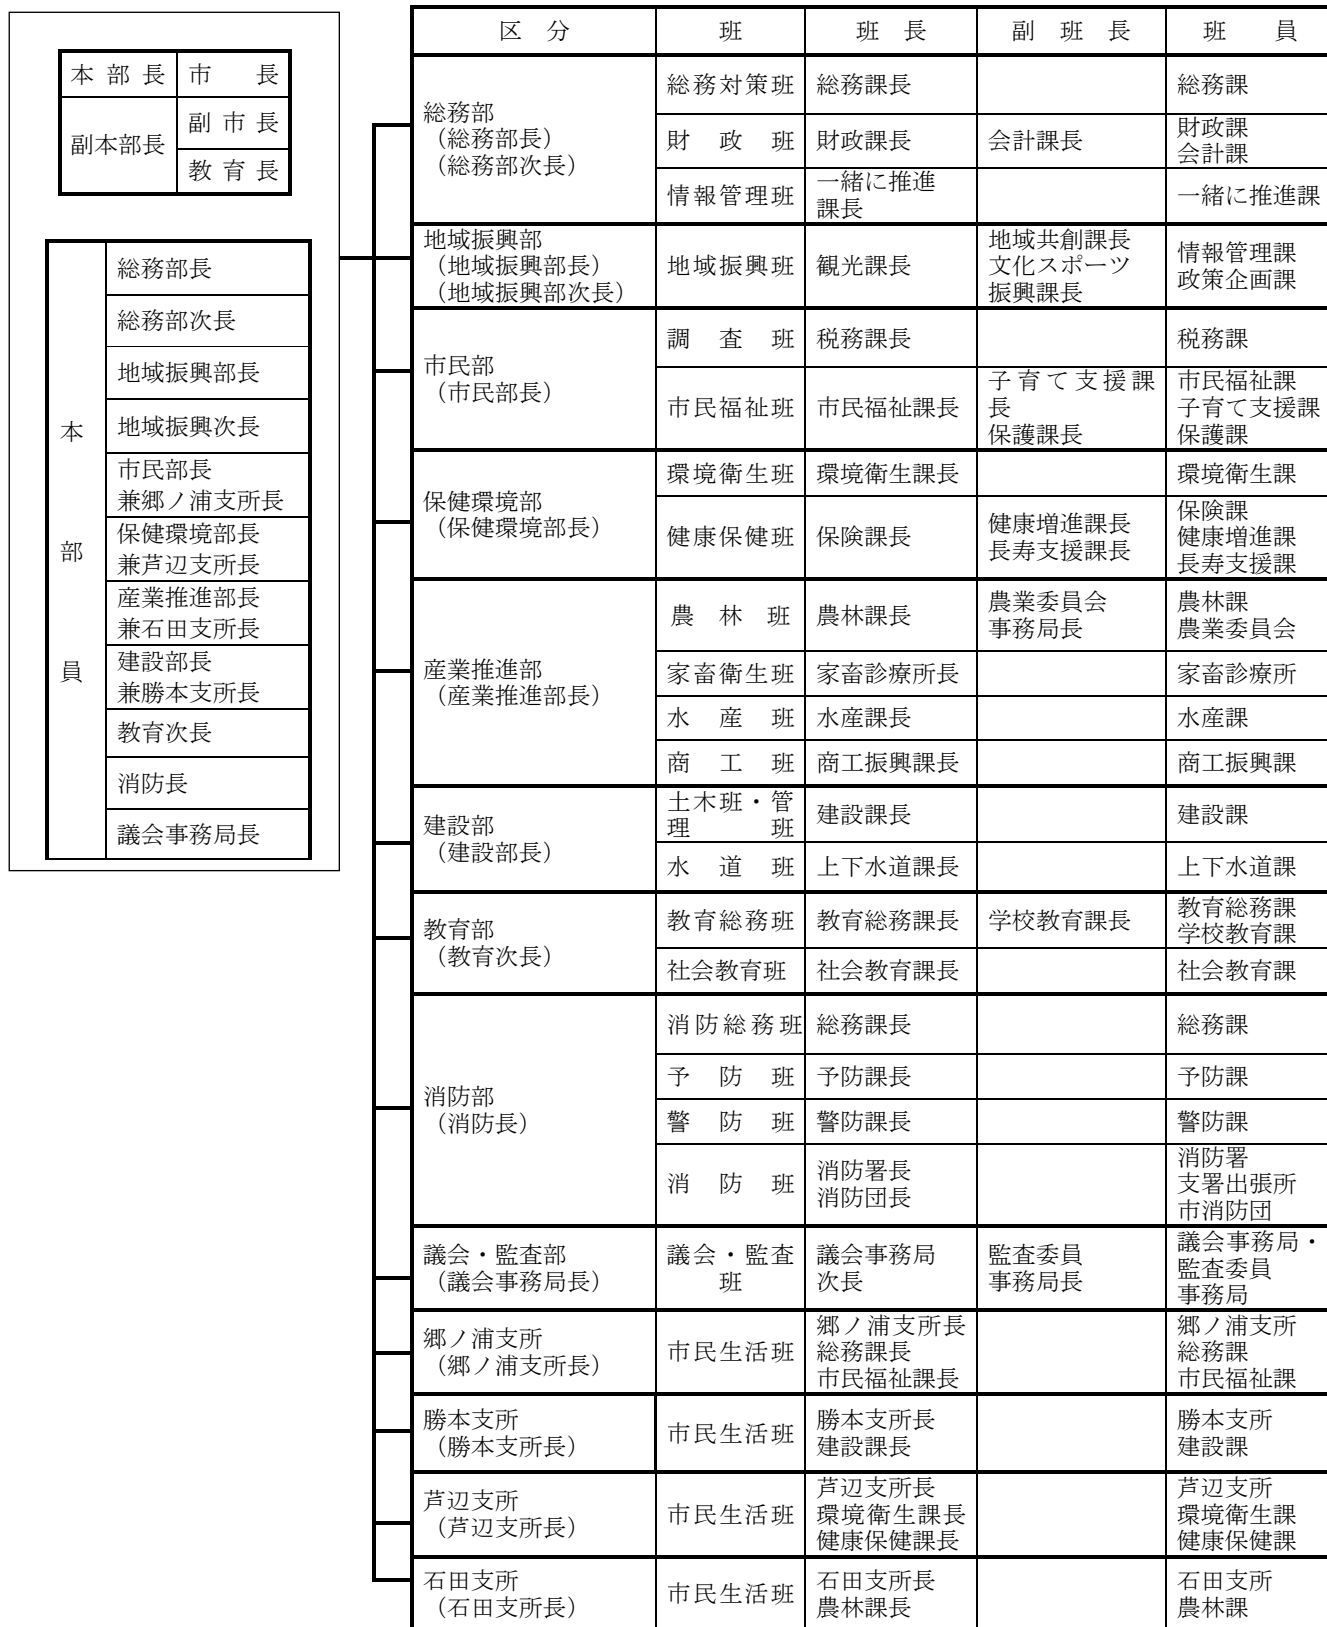 本部長 市長
副本部長 副市長
教育長
本部員
総務部長
総務部次長
地域振興部長
地域振興次長
市民部長
兼郷ノ浦支所長
保健環境部長
兼芦辺支所長
産業推進部長
兼石田支所長
建設部長
兼勝本支所長
教育次長
消防長
議会事務局長
区分 班 班長 副班長 班員
総務部
（総務部長）
（総務部次長）
総務対策班 総務課長 総務課
財政班 財政課長 会計課長 財政課
会計課
情報管理班 一緒に推進
課長
一緒に推進課
地域振興部
（地域振興部長）
（地域振興部次長）
地域振興班 観光課長
地域共創課長
文化スポーツ
振興課長
情報管理課
政策企画課
市民部
（市民部長）
調査班 税務課長 税務課
市民福祉班 市民福祉課長
子育て支援課
長
保護課長
市民福祉課
子育て支援課
保護課
保健環境部
（保健環境部長）
環境衛生班 環境衛生課長 環境衛生課
健康保健班 保険課長
健康増進課長
長寿支援課長
保険課
健康増進課
長寿支援課
産業推進部
（産業推進部長）
農林班 農林課長
農業委員会
事務局長
農林課
農業委員会
家畜衛生班 家畜診療所長 家畜診療所
水産班 水産課長 水産課
商工班 商工振興課長 商工振興課
建設部
（建設部長）
土木班・管
理班
建設課長 建設課
水道班 上下水道課長 上下水道課
教育部
（教育次長）
教育総務班 教育総務課長 学校教育課長
教育総務課
学校教育課
社会教育班 社会教育課長 社会教育課
消防部
（消防長）
消防総務班 総務課長 総務課
予防班 予防課長 予防課
警防班 警防課長 警防課
消防班
消防署長
消防団長
消防署
支署出張所
市消防団
議会・監査部
（議会事務局長）
議会・監査
班
議会事務局
次長
監査委員
事務局長
議会事務局・
監査委員
事務局
郷ノ浦支所
（郷ノ浦支所長）
市民生活班
郷ノ浦支所長
総務課長
市民福祉課長
郷ノ浦支所
総務課
市民福祉課
勝本支所
（勝本支所長）
市民生活班
勝本支所長
建設課長
勝本支所
建設課
芦辺支所
（芦辺支所長）
市民生活班
芦辺支所長
環境衛生課長
健康保健課長
芦辺支所
環境衛生課
健康保健課
石田支所
（石田支所長）
市民生活班
石田支所長
農林課長
石田支所
農林課